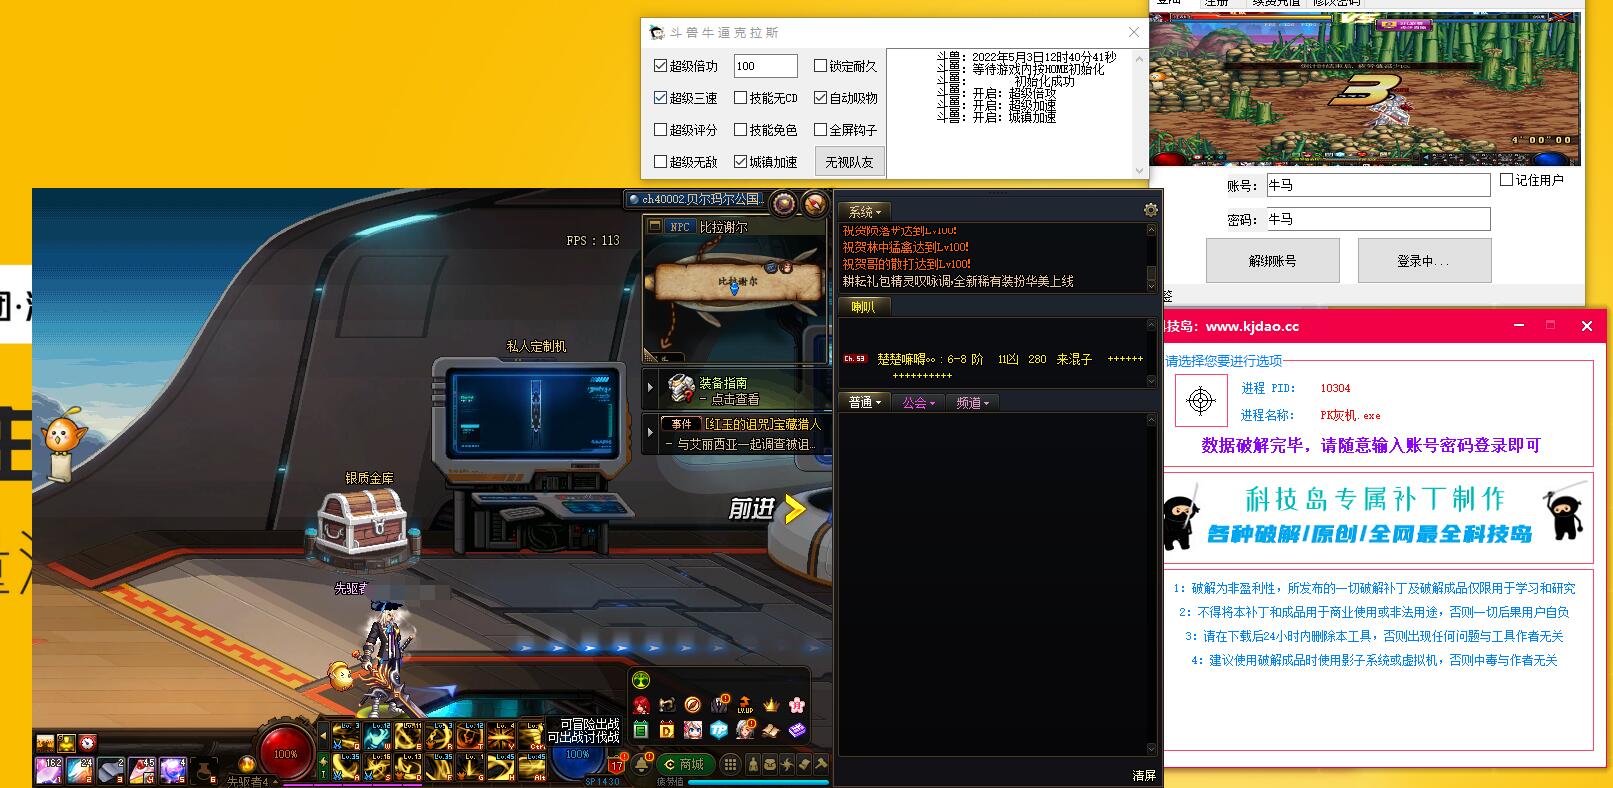 斗兽牛逼克拉斯
超级倍功
100
锁定耐久
超级三速
技能无CD
自动吸物
超级评分
技能免色
全屏钩子
超级无敌
城镇加速
无视队友
斗兽: 2022年5月3日12时40分41秒
斗兽: 等待游戏内按HOME初始化
初始化成功
斗兽: 开启: 超级倍攻
斗兽: 开启: 超级加速
斗兽: 开启: 城镇加速
4'00"00
账号:
牛马
记住用户
密码:
牛马
解绑账号
登录中...
科技岛: www.kjdao.cc
请选择您要进行选项
进程 PID:
10304
进程名称:
PK灰机.exe
数据破解完毕，请随意输入账号密码登录即可
科技岛专属补丁制作
各种破解/原创/全网最全科技岛
1: 破解为非盈利性，所发布的一切破解补丁及破解成品仅限用于学习和研究
2: 不得将本补丁和成品用于商业使用或非法用途，否则一切后果用户自负
3: 请在下载后24小时内删除本工具，否则出现任何问题与工具作者无关
4: 建议使用破解成品时使用影子系统或虚拟机，否则中毒与作者无关
ch40002.贝尔玛尔公国..
FPS : 113
NPC 比拉谢尔
比拉谢尔
装备指南
- 点击查看
事件 [红玉的诅咒]宝藏猎人
- 与艾丽西亚一起调查被诅...
私人定制机
银质金库
前进
先驱者
系统
祝贺林中猛禽达到Lv100!
祝贺哥的散打达到Lv100!
耕耘礼包精灵叹咏调,全新稀有装扮华美上线
喇叭
Ch.53 楚楚嘛嘚∞ : 6-8 阶 11凶 280 来混子 ++++++
++++++++++
普通
公会
频道
清屏
可冒险出战
可出战讨伐战
100%
100%
SP1430
17
商城
疲劳值
先驱者4